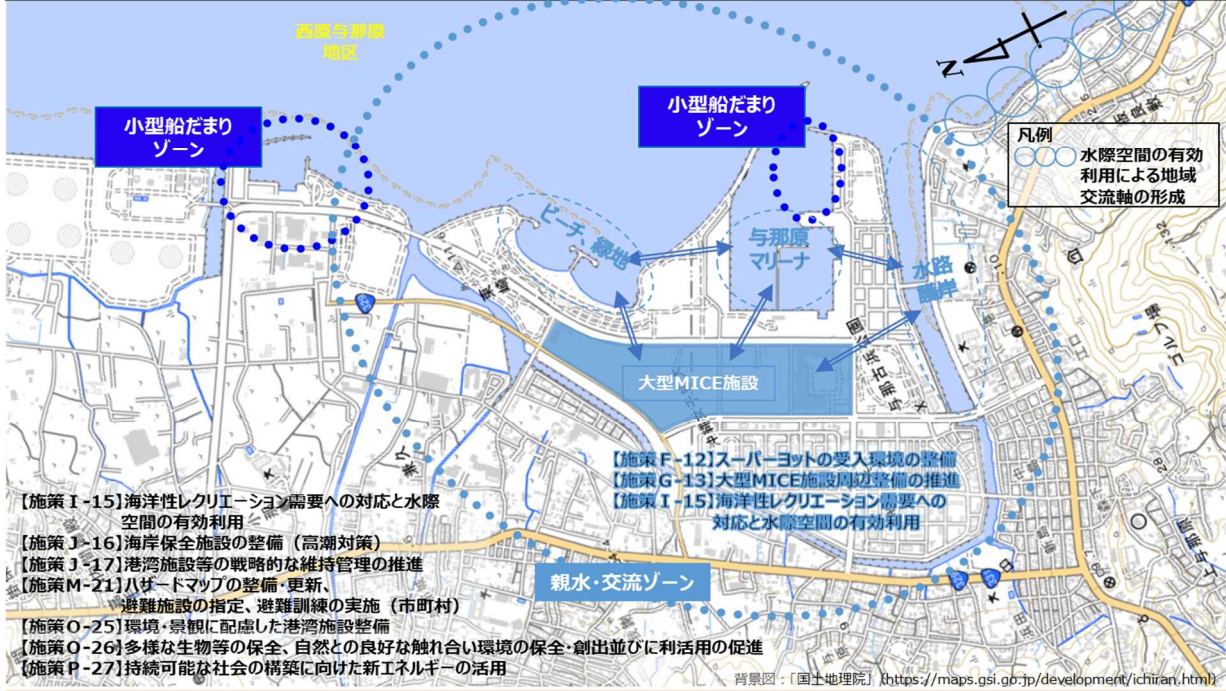 西原与那原
地区
小型船だまり
ゾーン
小型船だまり
ゾーン
N
凡例
水際空間の有効
利用による地域
交流軸の形成
ビーチ、緑地
与那原
マリーナ
水路
護岸
東崎
大型MICE施設
与那古浜公園
ゴルフ場
【施策F-12】スーパーヨットの受入環境の整備
【施策G-13】大型MICE施設周辺整備の推進
【施策I-15】海洋性レクリエーション需要への
対応と水際空間の有効利用
【施策I-15】海洋性レクリエーション需要への対応と水際
空間の有効利用
【施策J-16】海岸保全施設の整備（高潮対策）
【施策J-17】港湾施設等の戦略的な維持管理の推進
【施策M-21】ハザードマップの整備・更新、
避難施設の指定、避難訓練の実施（市町村）
【施策O-25】環境・景観に配慮した港湾施設整備
【施策O-26】多様な生物等の保全、自然との良好な触れ合い環境の保全・創出並びに利活用の促進
【施策P-27】持続可能な社会の構築に向けた新エネルギーの活用
親水・交流ゾーン
背景図：「国土地理院」（https://maps.gsi.go.jp/development/ichiran.html）